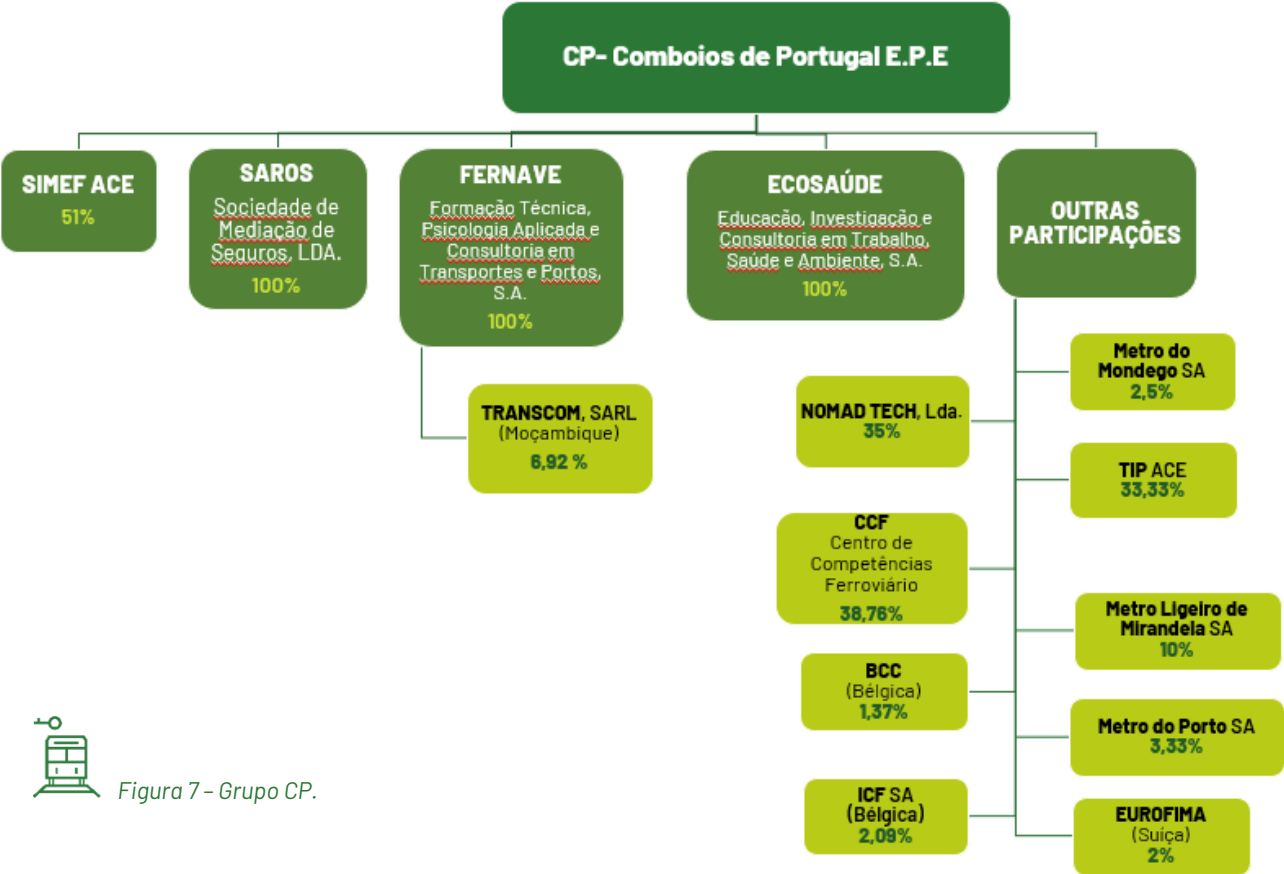 CP- Comboios de Portugal E.P.E
SIMEF ACE
51%
SAROS
Sociedade de
Mediação de
Seguros, LDA.
100%
FERNAVE
Formação Técnica,
Psicologia Aplicada e
Consultoria em
Transportes e Portos,
S.A.
100%
ECOSAÚDE
Educação, Investigação e
Consultoria em Trabalho,
Saúde e Ambiente, S.A.
100%
OUTRAS
PARTICIPAÇÕES
TRANSCOM, SARL
(Moçambique)
6,92 %
NOMAD TECH, Lda.
35%
CCF
Centro de
Competências
Ferroviário
38,76%
BCC
(Bélgica)
1,37%
ICF SA
(Bélgica)
2,09%
Metro do
Mondego SA
2,5%
TIP ACE
33,33%
Metro Ligeiro de
Mirandela SA
10%
Metro do Porto SA
3,33%
EUROFIMA
(Suíça)
2%
Figura 7 – Grupo CP.